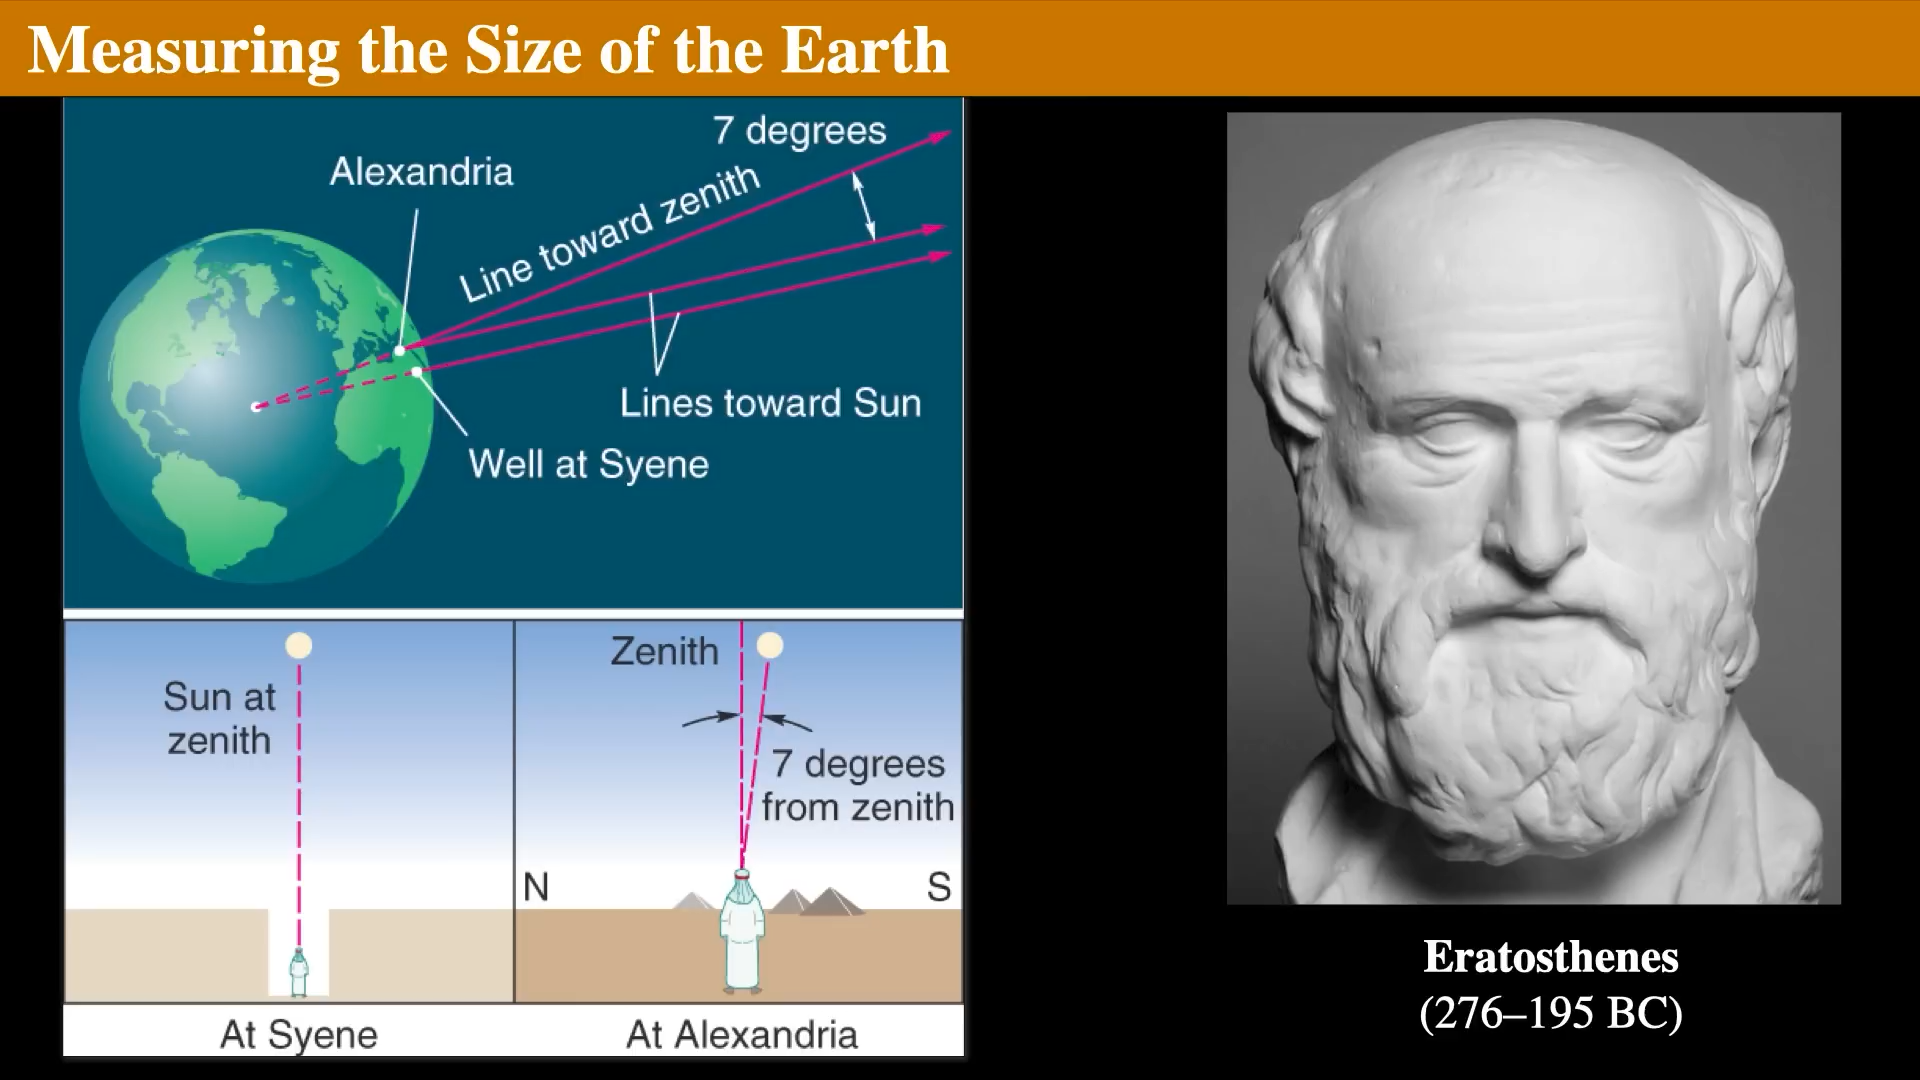 Measuring the Size of the Earth
7 degrees
Alexandria
Line toward zenith
Lines toward Sun
Well at Syene
Sun at
zenith
Zenith
7 degrees
from zenith
N
S
At Syene
At Alexandria
Eratosthenes
(276–195 BC)